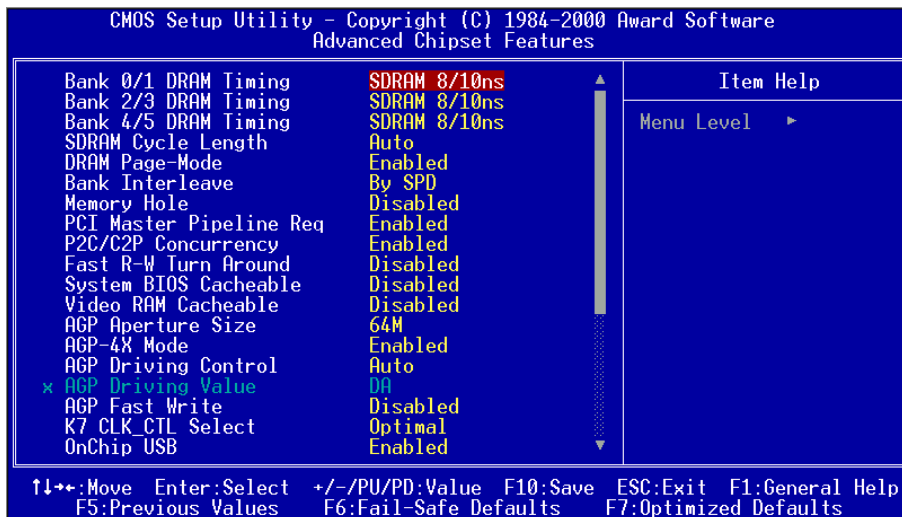 CMOS Setup Utility - Copyright (C) 1984-2000 Award Software
Advanced Chipset Features
Bank 0/1 DRAM Timing SDRAM 8/10ns
Bank 2/3 DRAM Timing SDRAM 8/10ns
Bank 4/5 DRAM Timing SDRAM 8/10ns
SDRAM Cycle Length Auto
DRAM Page-Mode Enabled
Bank Interleave By SPD
Memory Hole Disabled
PCI Master Pipeline Req Enabled
P2C/C2P Concurrency Enabled
Fast R-W Turn Around Disabled
System BIOS Cacheable Disabled
Video RAM Cacheable Disabled
AGP Aperture Size 64M
AGP-4X Mode Enabled
AGP Driving Control Auto
x AGP Driving Value DA
AGP Fast Write Disabled
K7 CLK_CTL Select Optimal
OnChip USB Enabled
Item Help
Menu Level ►
↑↓→←:Move Enter:Select +/-/PU/PD:Value F10:Save ESC:Exit F1:General Help
F5:Previous Values F6:Fail-Safe Defaults F7:Optimized Defaults